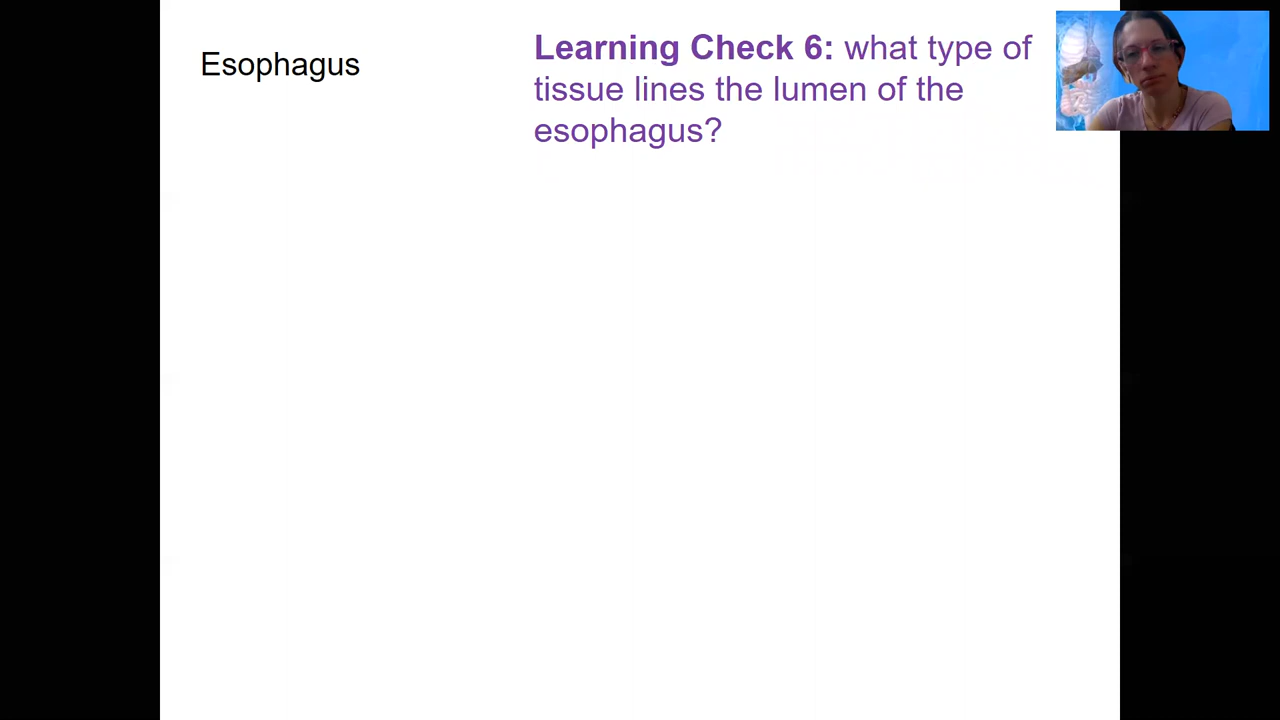 Esophagus
Learning Check 6: what type of
tissue lines the lumen of the
esophagus?